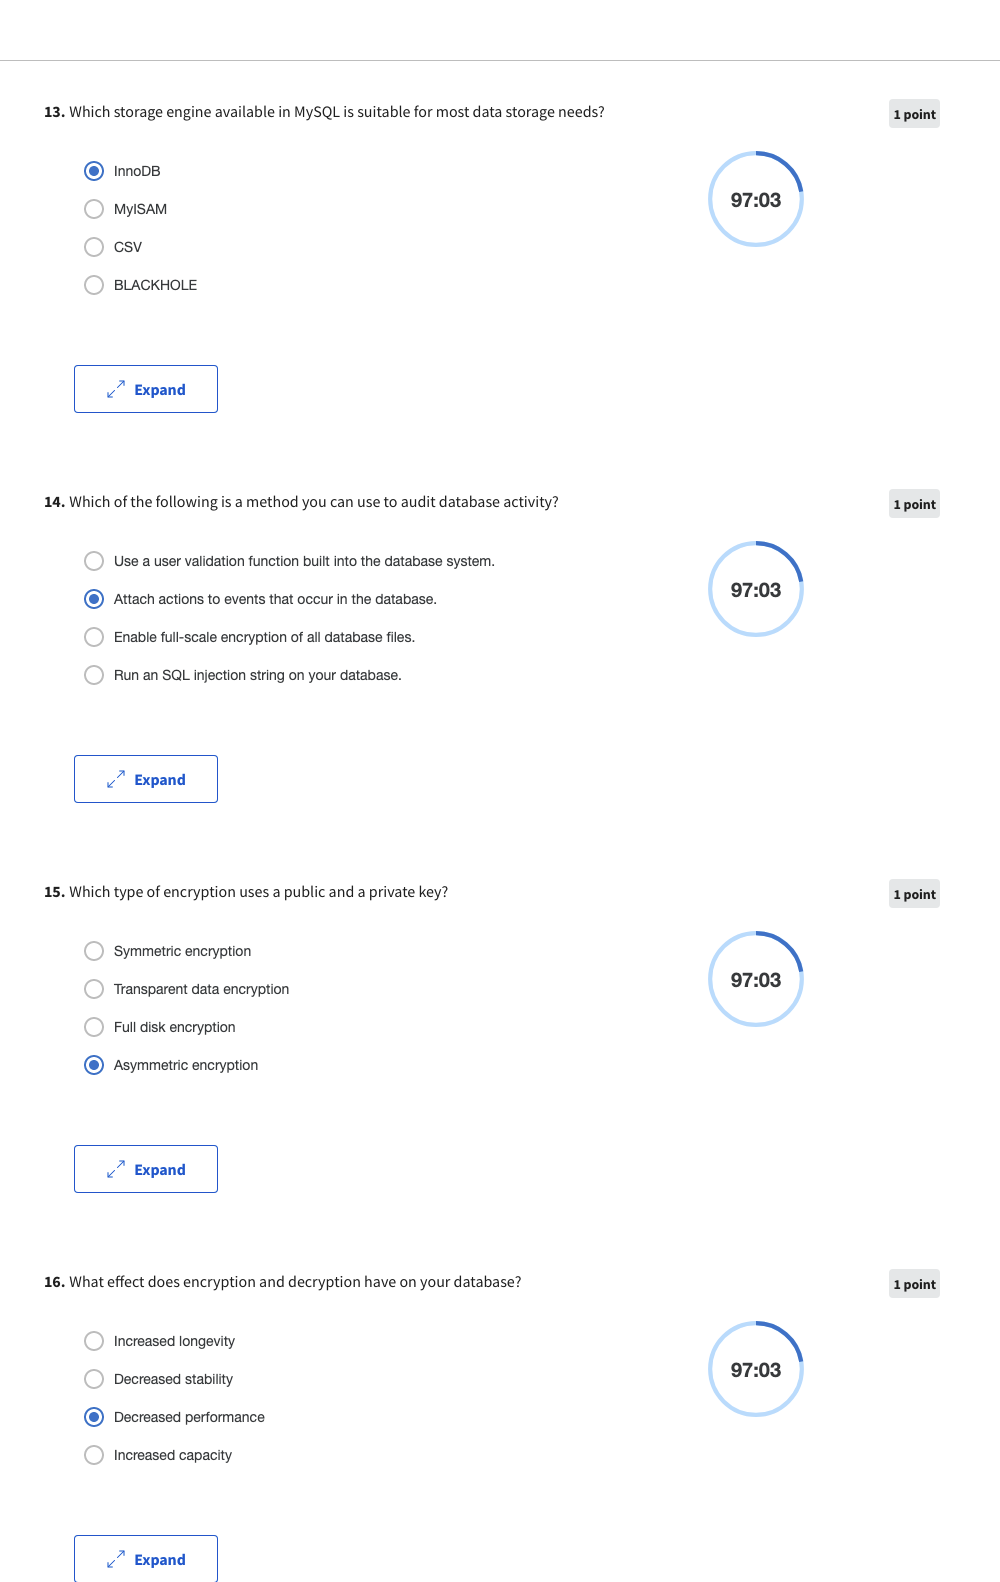 13. Which storage engine available in MySQL is suitable for most data storage needs?
1 point
InnoDB
97:03
MyISAM
CSV
BLACKHOLE
Expand
14. Which of the following is a method you can use to audit database activity?
1 point
Use a user validation function built into the database system.
97:03
Attach actions to events that occur in the database.
Enable full-scale encryption of all database files.
Run an SQL injection string on your database.
Expand
15. Which type of encryption uses a public and a private key?
1 point
Symmetric encryption
97:03
Transparent data encryption
Full disk encryption
Asymmetric encryption
Expand
16. What effect does encryption and decryption have on your database?
1 point
Increased longevity
97:03
Decreased stability
Decreased performance
Increased capacity
Expand